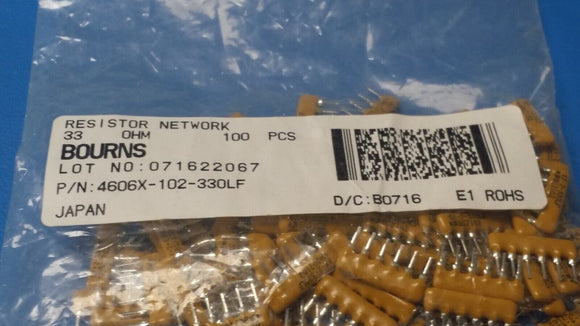 RESISTOR NETWORK
33 OHM 100 PCS
BOURNS
LOT NO:071622067
P/N:4606X-102-330LF
D/C:B0716 E1 ROHS
JAPAN